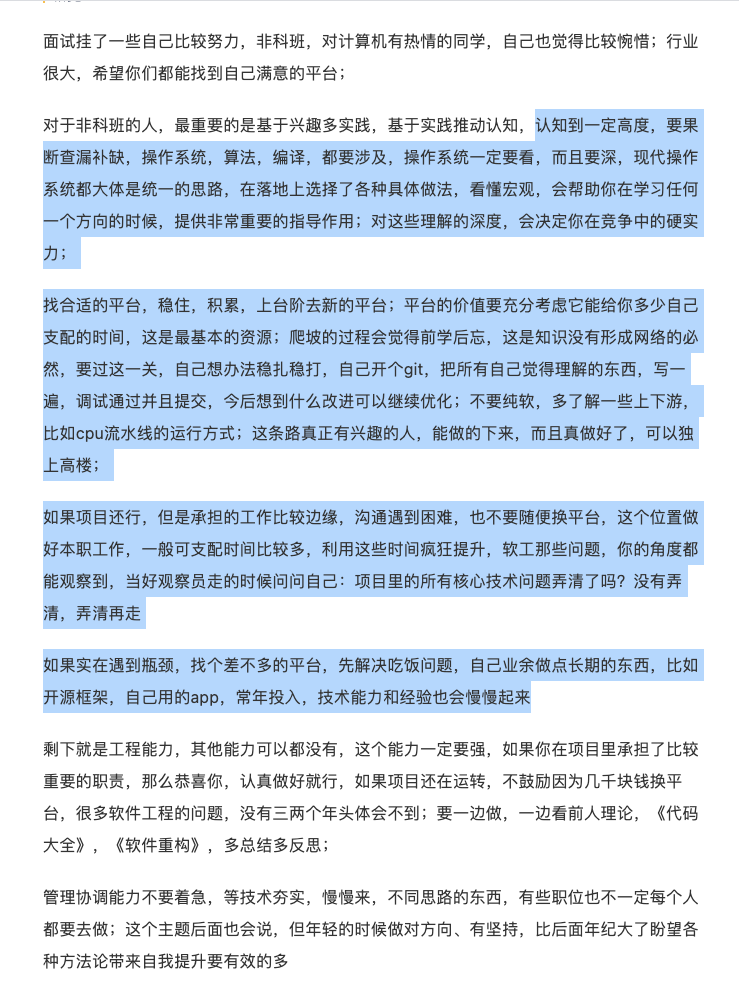 面试挂了一些自己比较努力，非科班，对计算机有热情的同学，自己也觉得比较惋惜；行业
很大，希望你们都能找到自己满意的平台；
对于非科班的人，最重要的是基于兴趣多实践，基于实践推动认知，认知到一定高度，要果
断查漏补缺，操作系统，算法，编译，都要涉及，操作系统一定要看，而且要深，现代操作
系统都大体是统一的思路，在落地上选择了各种具体做法，看懂宏观，会帮助你在学习任何
一个方向的时候，提供非常重要的指导作用；对这些理解的深度，会决定你在竞争中的硬实
力；
找合适的平台，稳住，积累，上台阶去新的平台；平台的价值要充分考虑它能给你多少自己
支配的时间，这是最基本的资源；爬坡的过程会觉得前学后忘，这是知识没有形成网络的必
然，要过这一关，自己想办法稳扎稳打，自己开个git，把所有自己觉得理解的东西，写一
遍，调试通过并且提交，今后想到什么改进可以继续优化；不要纯软，多了解一些上下游，
比如cpu流水线的运行方式；这条路真正有兴趣的人，能做的下来，而且真做好了，可以独
上高楼；
如果项目还行，但是承担的工作比较边缘，沟通遇到困难，也不要随便换平台，这个位置做
好本职工作，一般可支配时间比较多，利用这些时间疯狂提升，软工那些问题，你的角度都
能观察到，当好观察员走的时候问问自己：项目里的所有核心技术问题弄清了吗？没有弄
清，弄清再走
如果实在遇到瓶颈，找个差不多的平台，先解决吃饭问题，自己业余做点长期的东西，比如
开源框架，自己用的app，常年投入，技术能力和经验也会慢慢起来
剩下就是工程能力，其他能力可以都没有，这个能力一定要强，如果你在项目里承担了比较
重要的职责，那么恭喜你，认真做好就行，如果项目还在运转，不鼓励因为几千块钱换平
台，很多软件工程的问题，没有三两个年头体会不到；要一边做，一边看前人理论，《代码
大全》，《软件重构》，多总结多反思；
管理协调能力不要着急，等技术夯实，慢慢来，不同思路的东西，有些职位也不一定每个人
都要去做；这个主题后面也会说，但年轻的时候做对方向、有坚持，比后面年纪大了盼望各
种方法论带来自我提升要有效的多